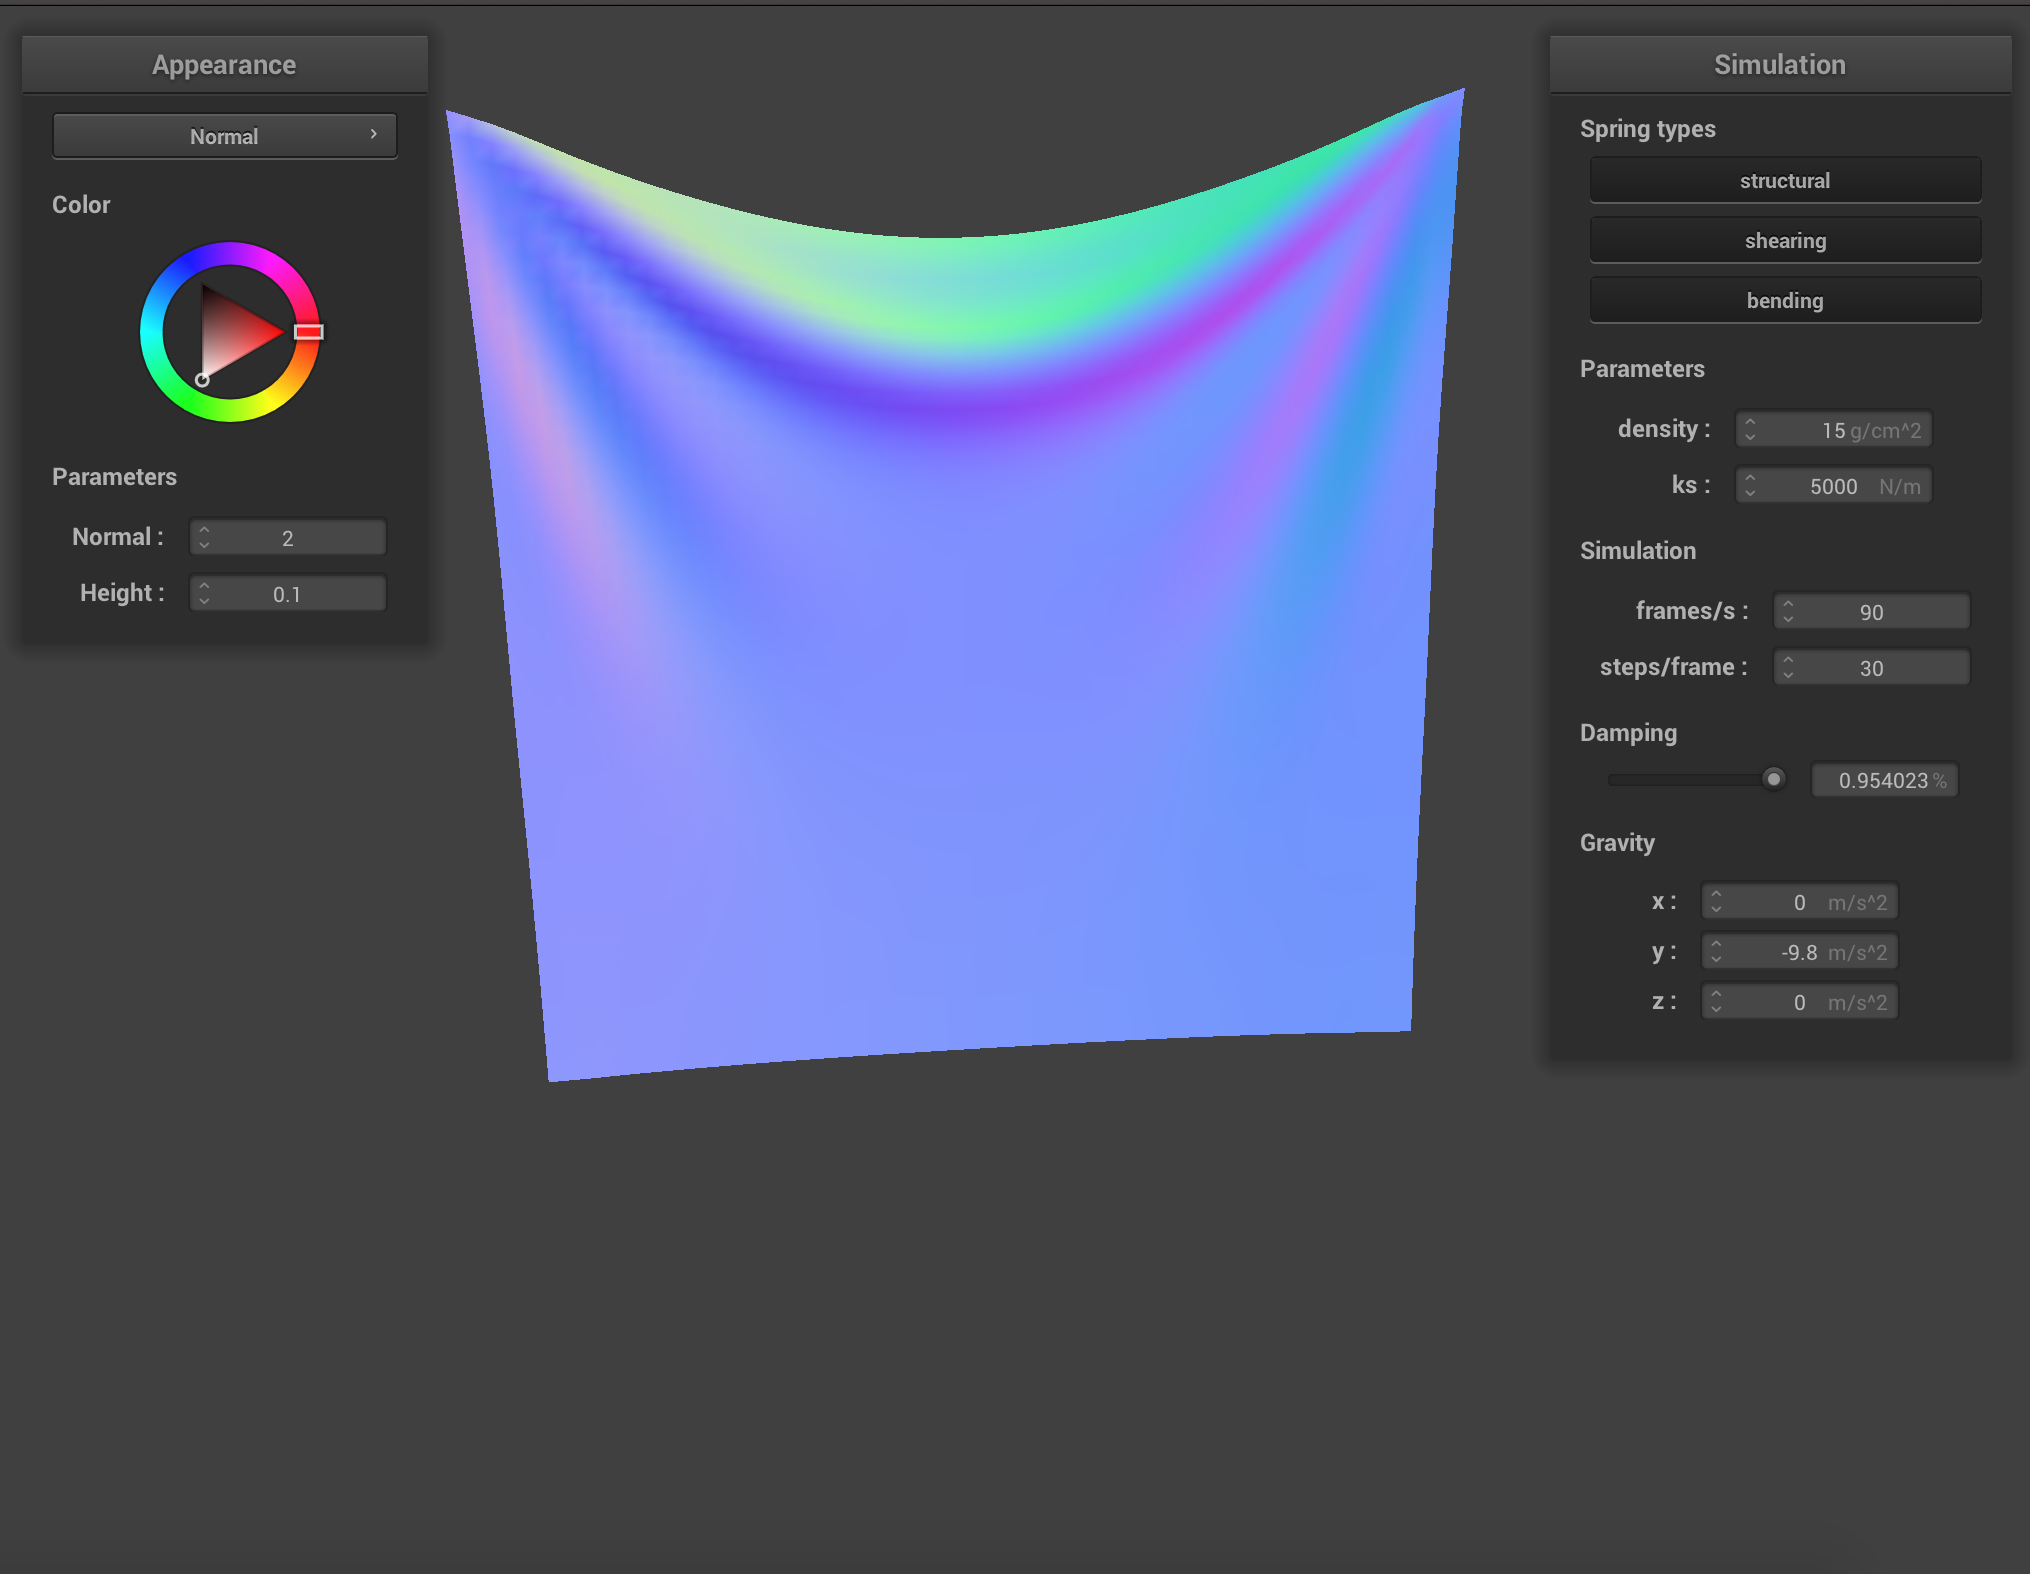 Appearance
Normal
Color
Parameters
Normal : 2
Height : 0.1
Simulation
Spring types
structural
shearing
bending
Parameters
density : 15 g/cm^2
ks : 5000 N/m
Simulation
frames/s : 90
steps/frame : 30
Damping
0.954023 %
Gravity
x : 0 m/s^2
y : -9.8 m/s^2
z : 0 m/s^2